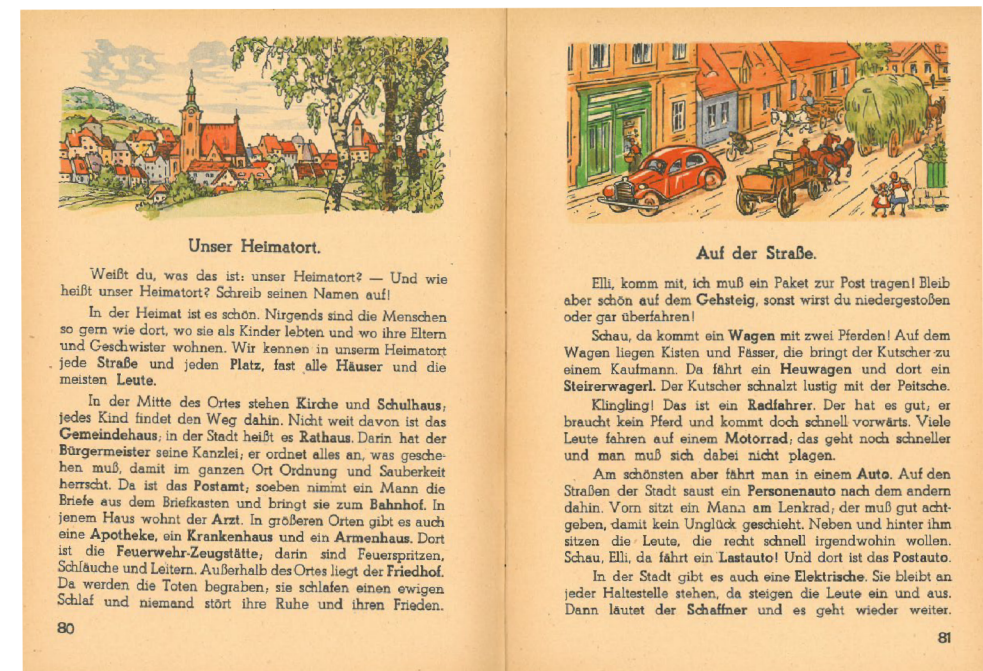 Unser Heimatort.
Weißt du, was das ist: unser Heimatort? — Und wie
heißt unser Heimatort? Schreib seinen Namen auf!
In der Heimat ist es schön. Nirgends sind die Menschen
so gern wie dort, wo sie als Kinder lebten und wo ihre Eltern
und Geschwister wohnen. Wir kennen in unserm Heimatort
jede Straße und jeden Platz, fast alle Häuser und die
meisten Leute.
In der Mitte des Ortes stehen Kirche und Schulhaus;
jedes Kind findet den Weg dahin. Nicht weit davon ist das
Gemeindehaus; in der Stadt heißt es Rathaus. Darin hat der
Bürgermeister seine Kanzlei; er ordnet alles an, was gesche-
hen muß, damit im ganzen Ort Ordnung und Sauberkeit
herrscht. Da ist das Postamt; soeben nimmt ein Mann die
Briefe aus dem Briefkasten und bringt sie zum Bahnhof. In
jenem Haus wohnt der Arzt. In größeren Orten gibt es auch
eine Apotheke, ein Krankenhaus und ein Armenhaus. Dort
ist die Feuerwehr-Zeugstätte; darin sind Feuerspritzen,
Schläuche und Leitern. Außerhalb des Ortes liegt der Friedhof.
Da werden die Toten begraben; sie schlafen einen ewigen
Schlaf und niemand stört ihre Ruhe und ihren Frieden.
80
Auf der Straße.
Elli, komm mit, ich muß ein Paket zur Post tragen! Bleib
aber schön auf dem Gehsteig, sonst wirst du niedergestoßen
oder gar überfahren!
Schau, da kommt ein Wagen mit zwei Pferden! Auf dem
Wagen liegen Kisten und Fässer, die bringt der Kutscher zu
einem Kaufmann. Da fährt ein Heuwagen und dort ein
Steirerwagerl. Der Kutscher schnalzt lustig mit der Peitsche.
Klingling! Das ist ein Radfahrer. Der hat es gut; er
braucht kein Pferd und kommt doch schnell vorwärts. Viele
Leute fahren auf einem Motorrad; das geht noch schneller
und man muß sich dabei nicht plagen.
Am schönsten aber fährt man in einem Auto. Auf den
Straßen der Stadt saust ein Personenauto nach dem andern
dahin. Vorn sitzt ein Mann am Lenkrad; der muß gut acht-
geben, damit kein Unglück geschieht. Neben und hinter ihm
sitzen die Leute, die recht schnell irgendwohin wollen.
Schau, Elli, da fährt ein Lastauto! Und dort ist das Postauto.
In der Stadt gibt es auch eine Elektrische. Sie bleibt an
jeder Haltestelle stehen, da steigen die Leute ein und aus.
Dann läutet der Schaffner und es geht wieder weiter.
81